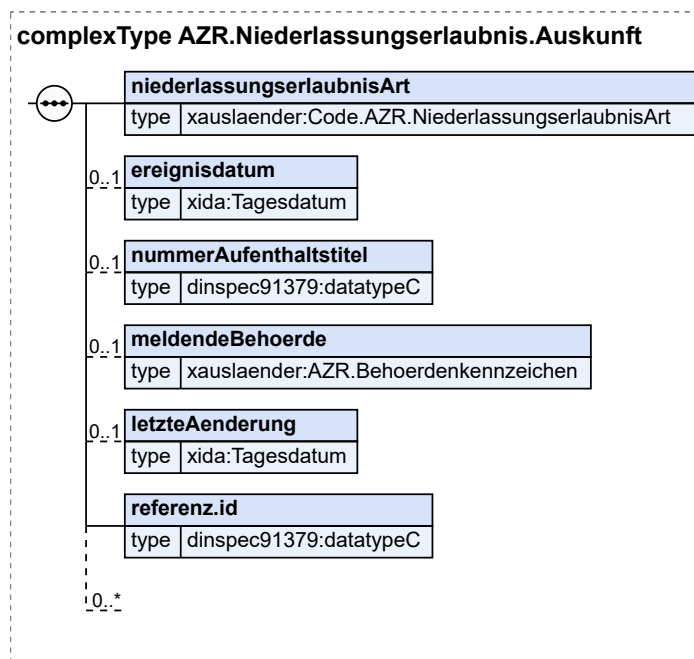 complexType AZR.Niederlassungserlaubnis.Auskunft
niederlassungserlaubnisArt
type xauslaender:Code.AZR.NiederlassungserlaubnisArt
0..1 ereignisdatum
type xida:Tagesdatum
0..1 nummerAufenthaltstitel
type dinspec91379:datatypeC
0..1 meldendeBehoerde
type xauslaender:AZR.Behoerdenkennzeichen
0..1 letzteAenderung
type xida:Tagesdatum
referenz.id
type dinspec91379:datatypeC
0..*